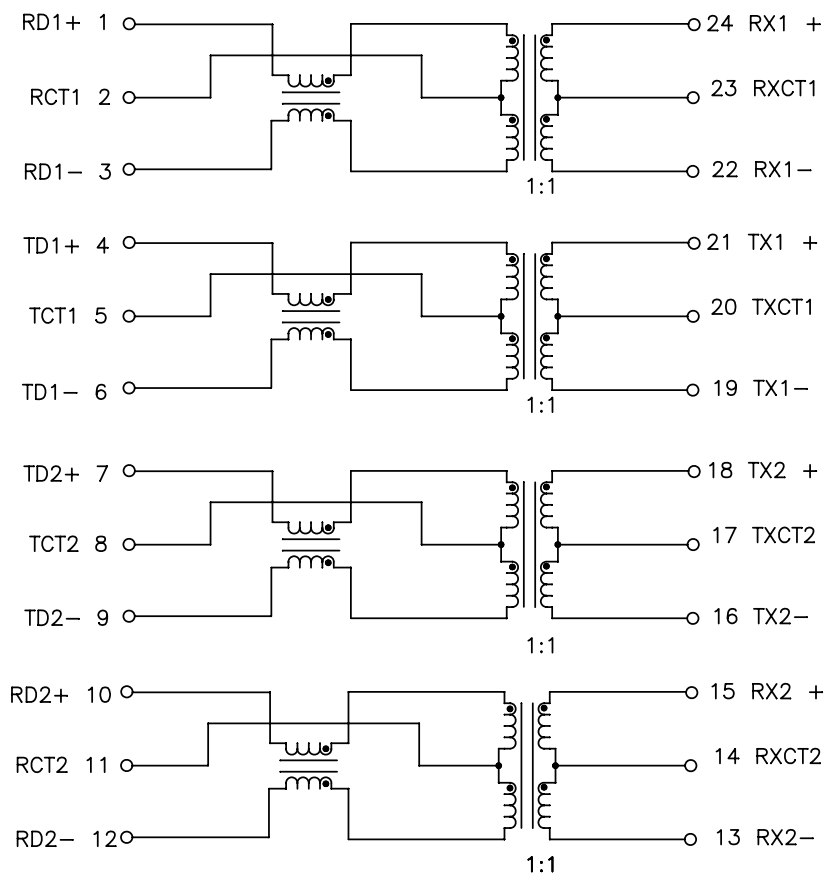 RD1+ 1 24 RX1 +
RCT1 2 23 RXCT1
RD1− 3 22 RX1−
1:1
TD1+ 4 21 TX1 +
TCT1 5 20 TXCT1
TD1− 6 19 TX1−
1:1
TD2+ 7 18 TX2 +
TCT2 8 17 TXCT2
TD2− 9 16 TX2−
1:1
RD2+ 10 15 RX2 +
RCT2 11 14 RXCT2
RD2− 12 13 RX2−
1:1